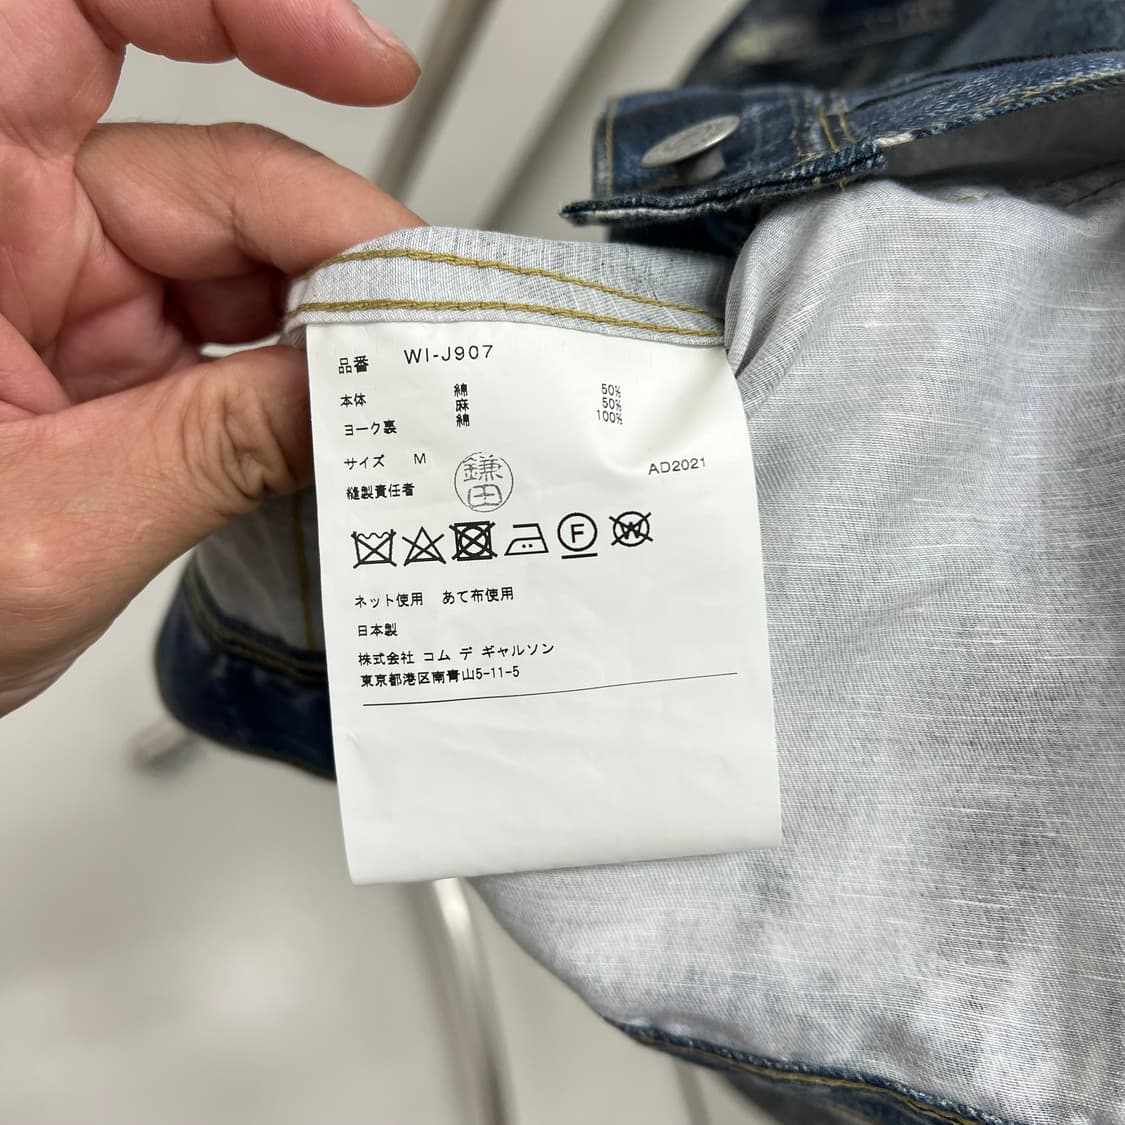 品番 WI-J907
本体 綿 50%
麻 50%
ヨーク裏 綿 100%
サイズ M
AD2021
縫製責任者 鎌田
F
W
ネット使用 あて布使用
日本製
株式会社 コム デ ギャルソン
東京都港区南青山5-11-5